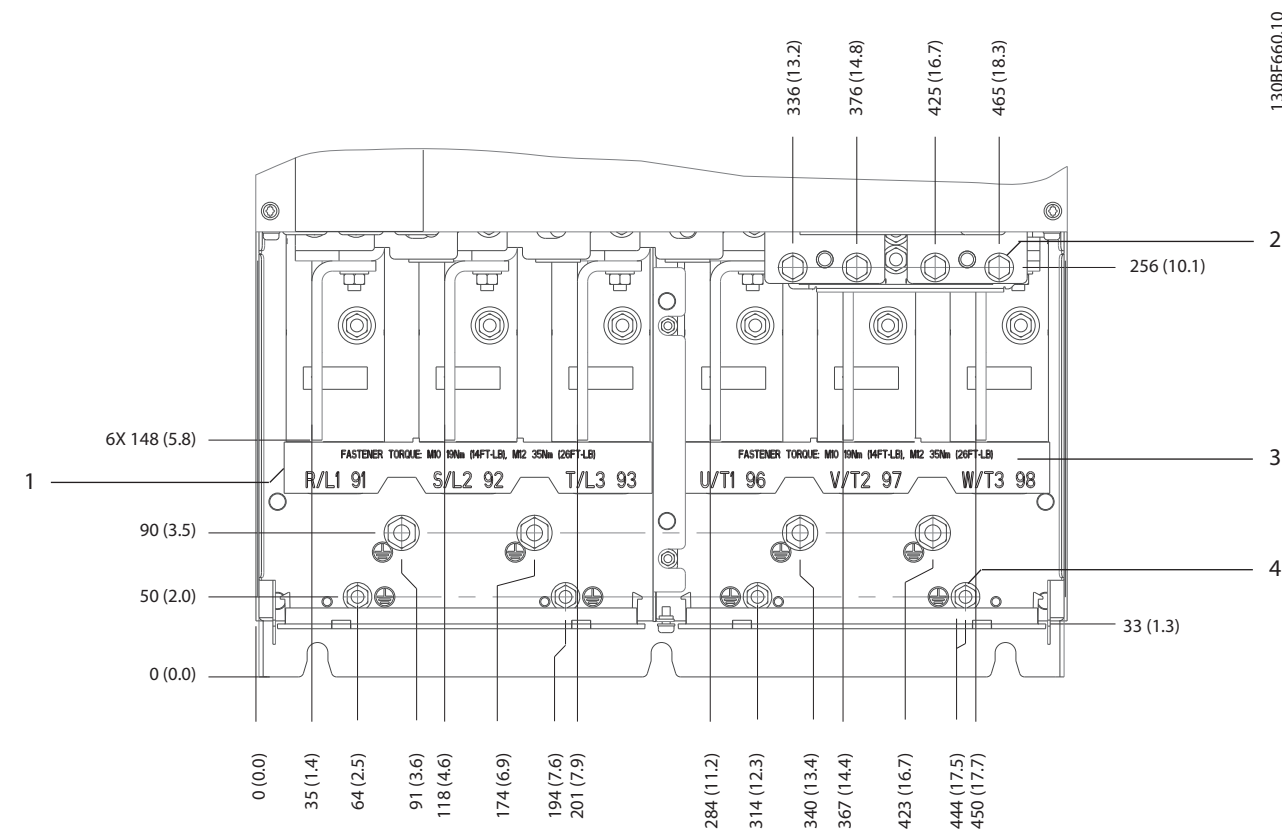 130BF660.10
336 (13.2)
376 (14.8)
425 (16.7)
465 (18.3)
2
256 (10.1)
6X 148 (5.8)
FASTENER TORQUE: M10 19Nm (14FT-LB), M12 35Nm (26FT-LB)
FASTENER TORQUE: M10 19Nm (14FT-LB), M12 35Nm (26FT-LB)
3
1
R/L1 91
S/L2 92
T/L3 93
U/T1 96
V/T2 97
W/T3 98
90 (3.5)
4
50 (2.0)
33 (1.3)
0 (0.0)
0 (0.0)
35 (1.4)
64 (2.5)
91 (3.6)
118 (4.6)
174 (6.9)
194 (7.6)
201 (7.9)
284 (11.2)
314 (12.3)
340 (13.4)
367 (14.4)
423 (16.7)
444 (17.5)
450 (17.7)